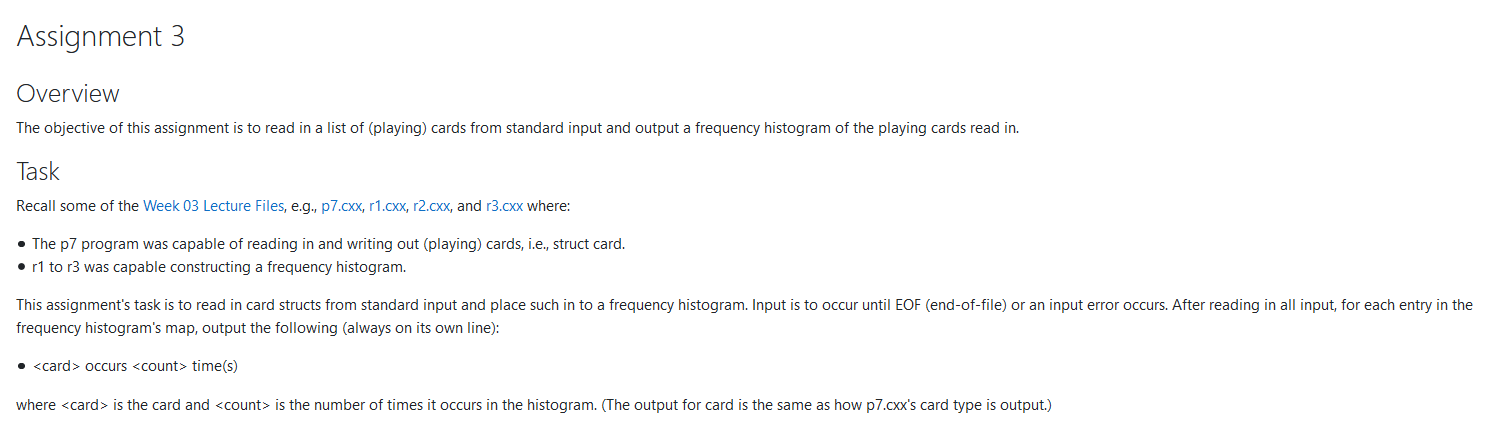 Assignment 3
Overview
The objective of this assignment is to read in a list of (playing) cards from standard input and output a frequency histogram of the playing cards read in.
Task
Recall some of the Week 03 Lecture Files, e.g., p7.cxx, r1.cxx, r2.cxx, and r3.cxx where:
• The p7 program was capable of reading in and writing out (playing) cards, i.e., struct card.
• r1 to r3 was capable constructing a frequency histogram.
This assignment's task is to read in card structs from standard input and place such in to a frequency histogram. Input is to occur until EOF (end-of-file) or an input error occurs. After reading in all input, for each entry in the
frequency histogram's map, output the following (always on its own line):
• <card> occurs <count> time(s)
where <card> is the card and <count> is the number of times it occurs in the histogram. (The output for card is the same as how p7.cxx's card type is output.)